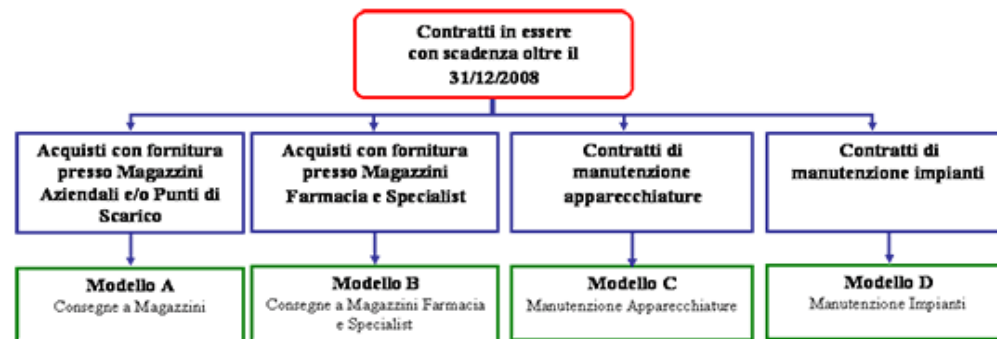 Contratti in essere
con scadenza oltre il
31/12/2008
Acquisti con fornitura
presso Magazzini
Aziendali e/o Punti di
Scarico
Acquisti con fornitura
presso Magazzini
Farmacia e Specialist
Contratti di
manutenzione
apparecchiature
Contratti di
manutenzione impianti
Modello A
Consegne a Magazzini
Modello B
Consegne a Magazzini Farmacia
e Specialist
Modello C
Manutenzione Apparecchiature
Modello D
Manutenzione Impianti